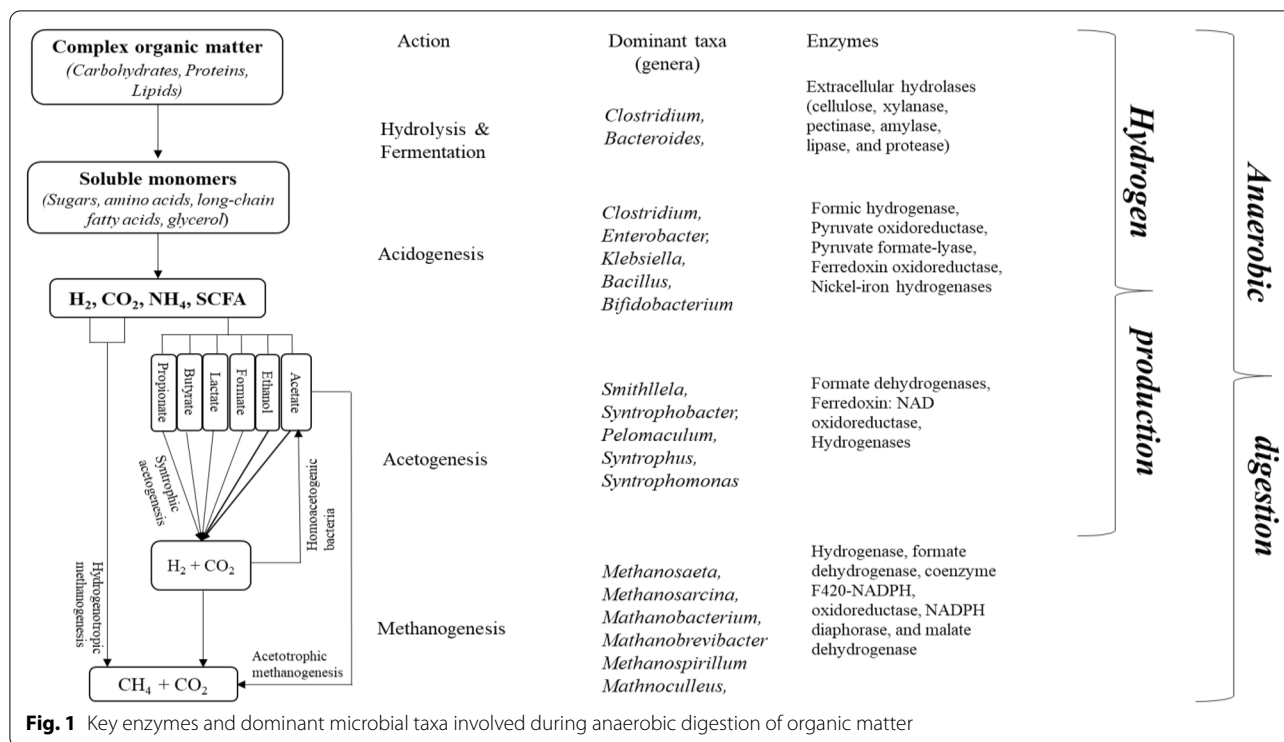 Complex organic matter
(Carbohydrates, Proteins,
Lipids)
Soluble monomers
(Sugars, amino acids, long-chain
fatty acids, glycerol)
H₂, CO₂, NH₄, SCFA
Propionate
Butyrate
Lactate
Formate
Ethanol
Acetate
Syntrophic
acetogenesis
Homoacetogenic
bacteria
H₂ + CO₂
Hydrogenotropic
methanogenesis
Acetotrophic
methanogenesis
CH₄ + CO₂
Action
Hydrolysis &
Fermentation
Acidogenesis
Acetogenesis
Methanogenesis
Dominant taxa
(genera)
Clostridium,
Bacteroides,
Clostridium,
Enterobacter,
Klebsiella,
Bacillus,
Bifidobacterium
Smithllela,
Syntrophobacter,
Pelomaculum,
Syntrophus,
Syntrophomonas
Methanosaeta,
Methanosarcina,
Mathanobacterium,
Mathanobrevibacter
Methanospirillum
Mathnoculleus,
Enzymes
Extracellular hydrolases
(cellulose, xylanase,
pectinase, amylase,
lipase, and protease)
Formic hydrogenase,
Pyruvate oxidoreductase,
Pyruvate formate-lyase,
Ferredoxin oxidoreductase,
Nickel-iron hydrogenases
Formate dehydrogenases,
Ferredoxin: NAD
oxidoreductase,
Hydrogenases
Hydrogenase, formate
dehydrogenase, coenzyme
F420-NADPH,
oxidoreductase, NADPH
diaphorase, and malate
dehydrogenase
Hydrogen production
Anaerobic digestion
Fig. 1 Key enzymes and dominant microbial taxa involved during anaerobic digestion of organic matter